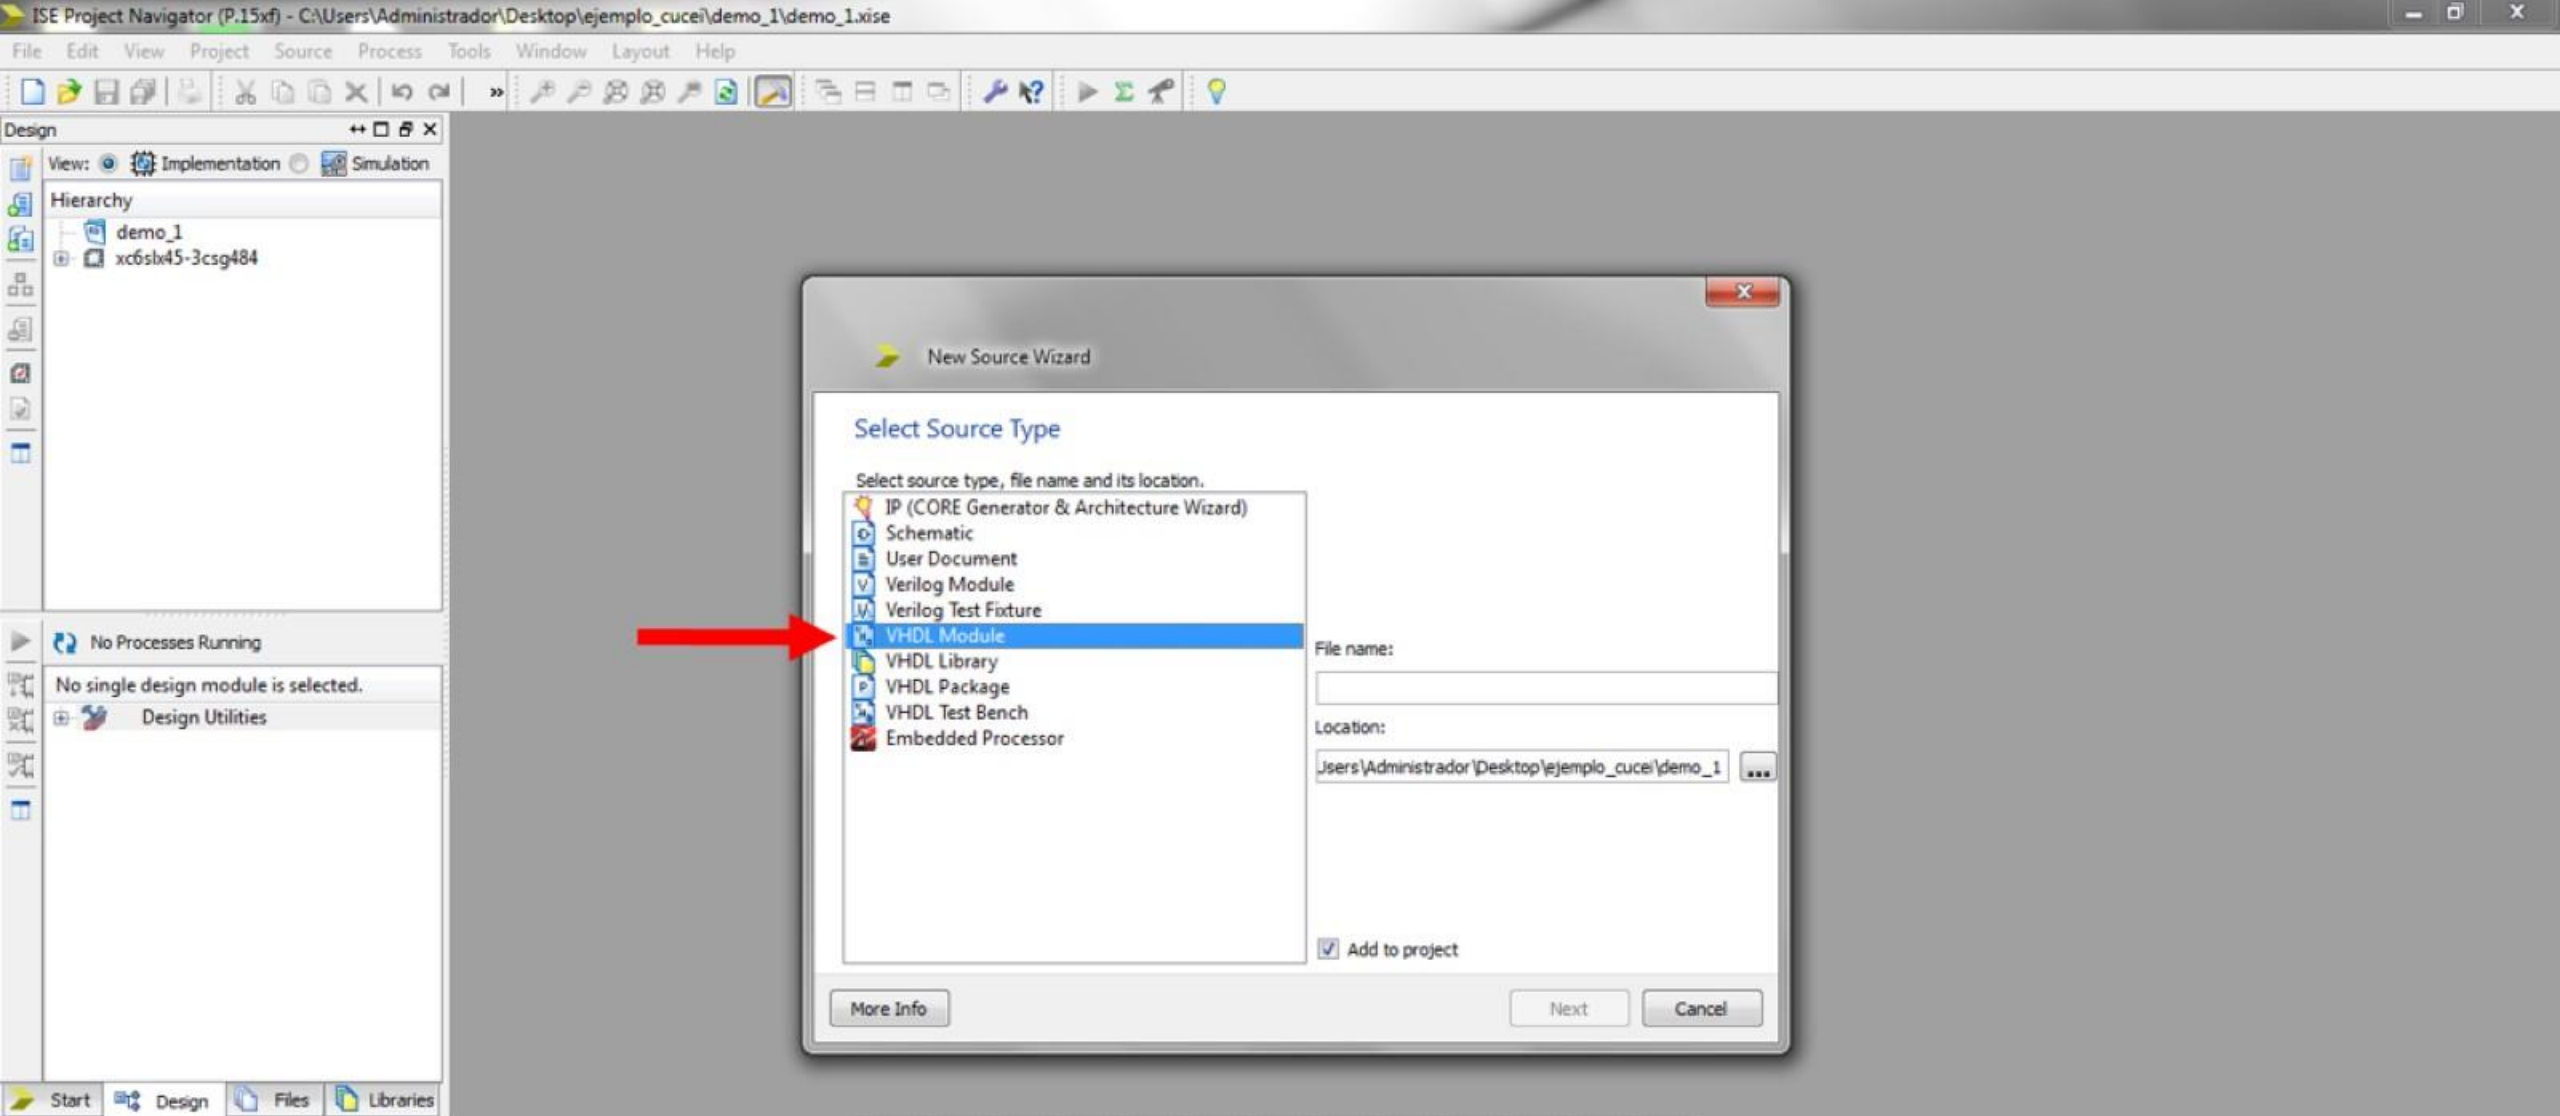 ISE Project Navigator (P.15xf) - C:\Users\Administrador\Desktop\ejemplo_cucei\demo_1\demo_1.xise
File Edit View Project Source Process Tools Window Layout Help
Design
View: Implementation Simulation
Hierarchy
demo_1
xc6slx45-3csg484
No Processes Running
No single design module is selected.
Design Utilities
Start Design Files Libraries
New Source Wizard
Select Source Type
Select source type, file name and its location.
IP (CORE Generator & Architecture Wizard)
Schematic
User Document
Verilog Module
Verilog Test Fixture
VHDL Module
VHDL Library
VHDL Package
VHDL Test Bench
Embedded Processor
File name:
Location:
Users\Administrador\Desktop\ejemplo_cucei\demo_1
...
Add to project
More Info Next Cancel